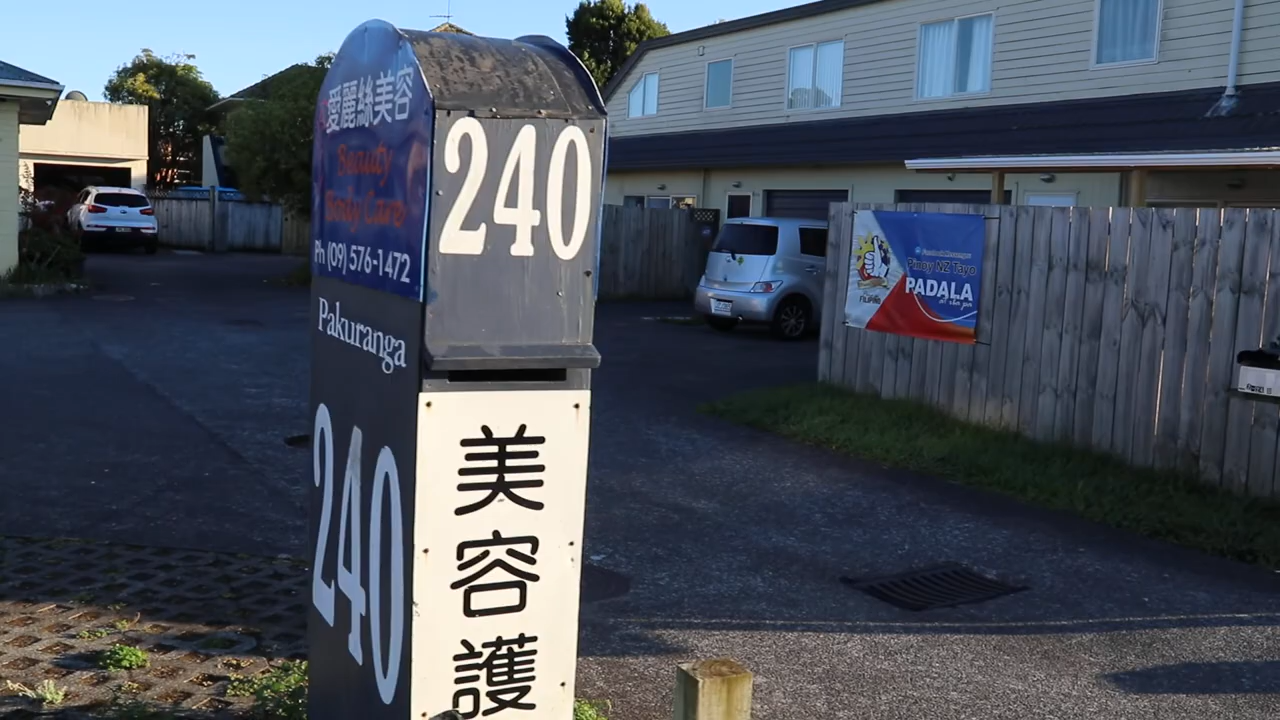 愛麗絲美容
Beauty
Body Care
Ph (09) 576-1472
Pakuranga
240
240
美容護
Pinoy NZ Tayo
PADALA
FILIPINO